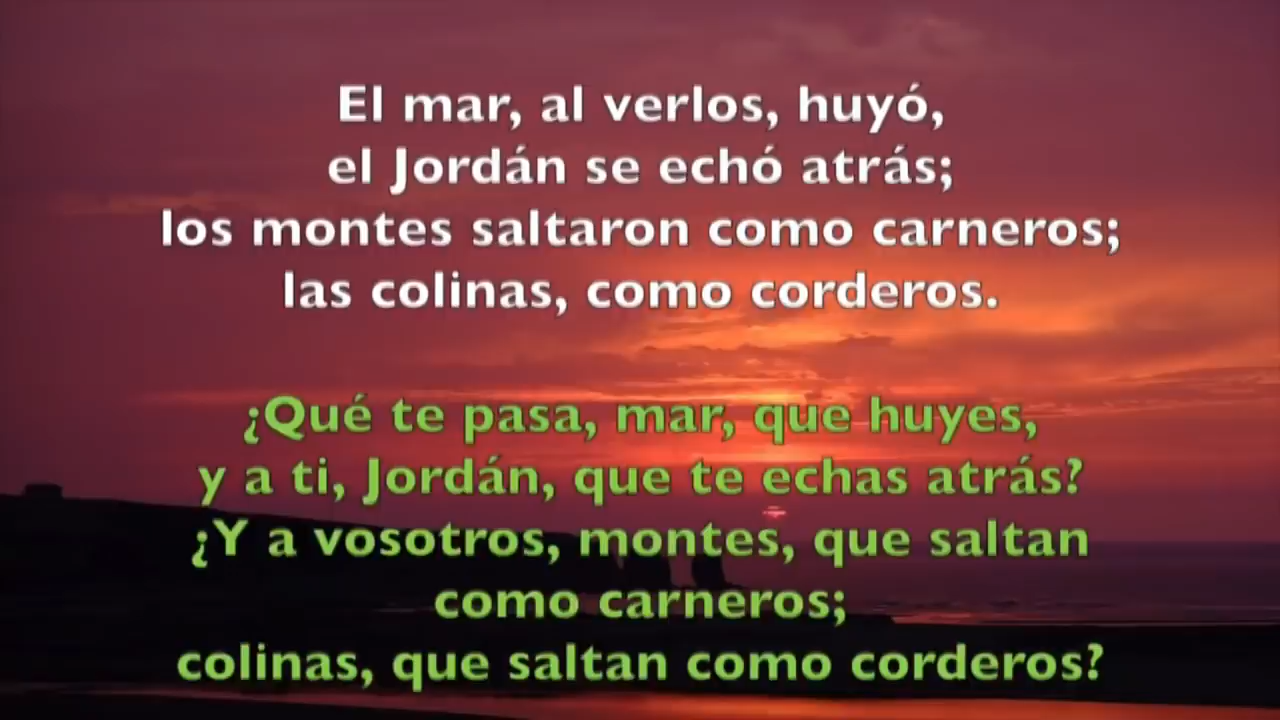 El mar, al verlos, huyó,
el Jordán se echó atrás;
los montes saltaron como carneros;
las colinas, como corderos.
¿Qué te pasa, mar, que huyes,
y a ti, Jordán, que te echas atrás?
¿Y a vosotros, montes, que saltan
como carneros;
colinas, que saltan como corderos?